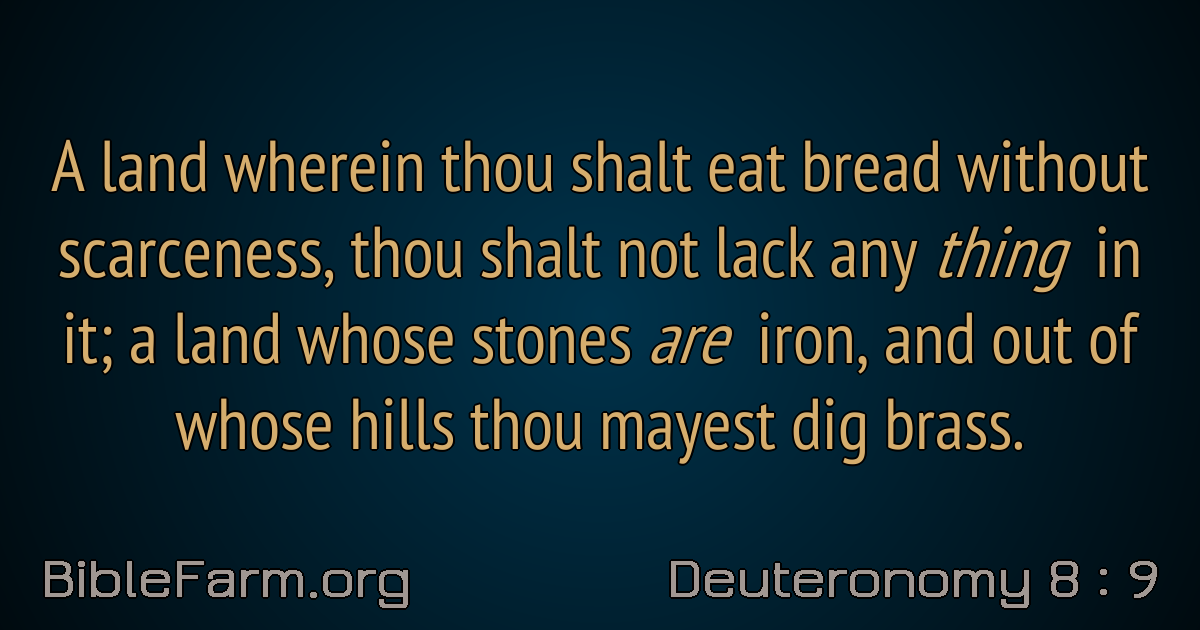 A land wherein thou shalt eat bread without
scarceness, thou shalt not lack any thing in
it; a land whose stones are iron, and out of
whose hills thou mayest dig brass.
BibleFarm.org
Deuteronomy 8 : 9